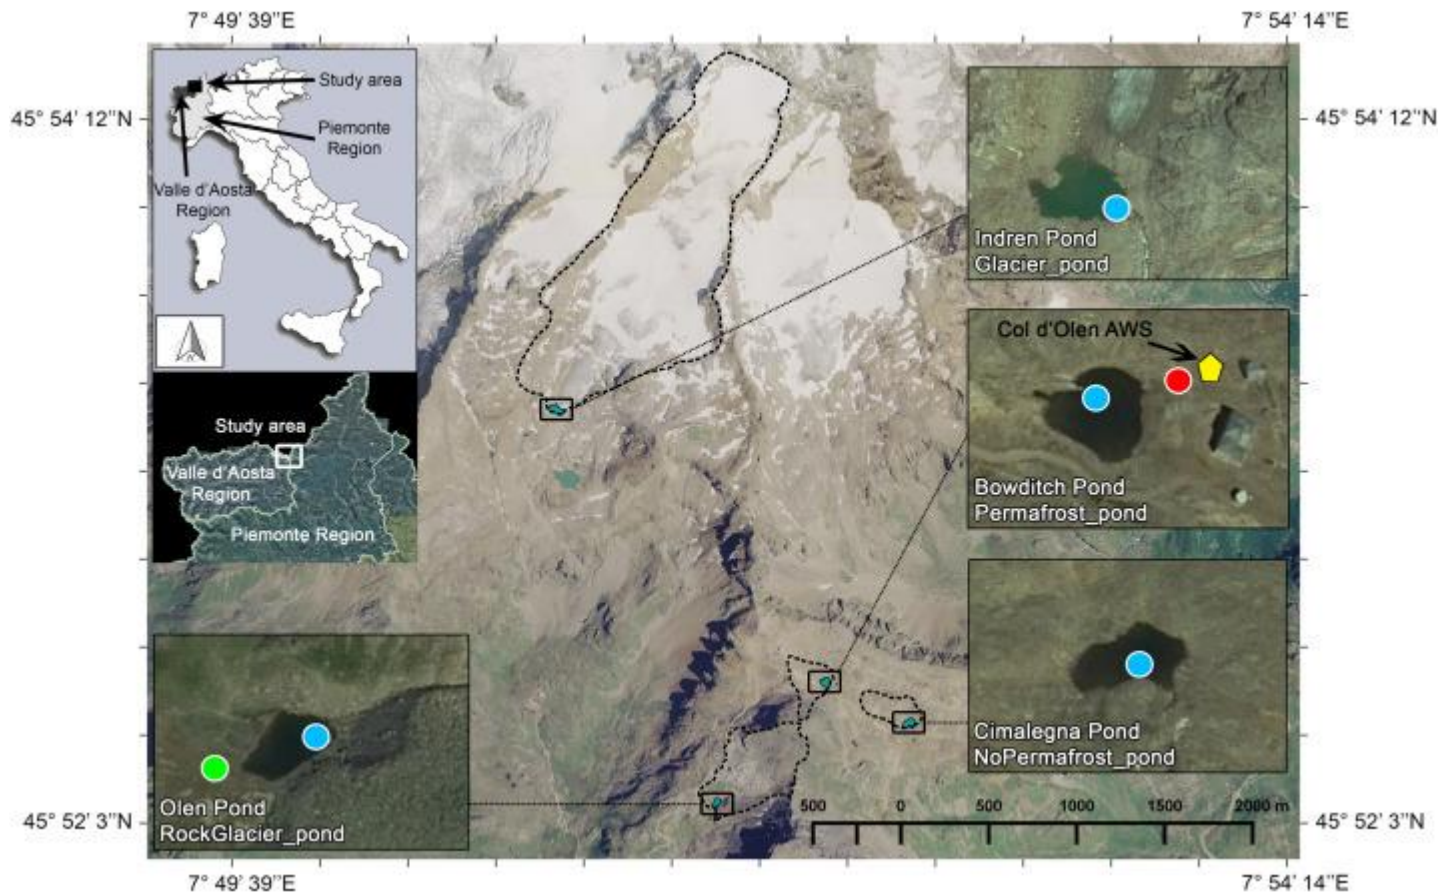 7° 49’ 39’’E
7° 54’ 14’’E
45° 54’ 12’’N
45° 54’ 12’’N
Study area
Piemonte
Region
Valle d’Aosta
Region
N
Study area
Valle d’Aosta
Region
Piemonte Region
Indren Pond
Glacier_pond
Col d’Olen AWS
Bowditch Pond
Permafrost_pond
Cimalegna Pond
NoPermafrost_pond
Olen Pond
RockGlacier_pond
500 0 500 1000 1500 2000 m
45° 52’ 3’’N
45° 52’ 3’’N
7° 49’ 39’’E
7° 54’ 14’’E